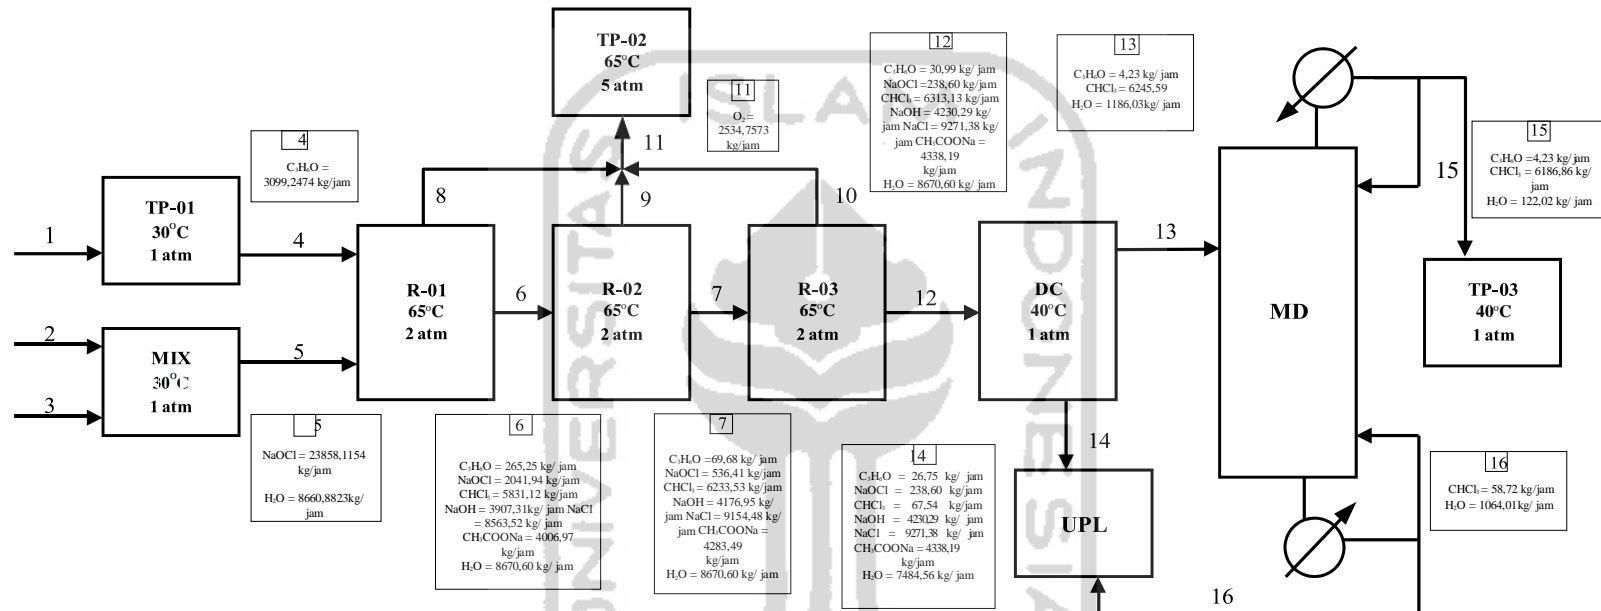 TP-02
65°C
5 atm
11
O₂ =
2534,7573
kg/jam
12
C₃H₆O = 30,99 kg/ jam
NaOCl =238,60 kg/jam
CHCl₃ = 6313,13 kg/jam
NaOH = 4230,29 kg/
jam NaCl = 9271,38 kg/
jam CH₃COONa =
4338,19
kg/jam
H₂O = 8670,60 kg/ jam
13
C₃H₆O = 4,23 kg/ jam
CHCl₃ = 6245,59
H₂O = 1186,03kg/ jam
4
C₃H₆O =
3099,2474 kg/jam
15
C₃H₆O =4,23 kg/jam
CHCl₃ = 6186,86 kg/
jam
H₂O = 122,02 kg/ jam
11
8
9
10
15
1
TP-01
30°C
1 atm
4
R-01
65°C
2 atm
6
R-02
65°C
2 atm
7
R-03
65°C
2 atm
12
DC
40°C
1 atm
13
MD
TP-03
40°C
1 atm
2
3
MIX
30°C
1 atm
5
14
UPL
16
5
NaOCl = 23858,1154
kg/jam
H₂O = 8660,8823kg/
jam
6
C₃H₆O = 265,25 kg/ jam
NaOCl = 2041,94 kg/jam
CHCl₃ = 5831,12 kg/jam
NaOH = 3907,31kg/ jam NaCl
= 8563,52 kg/ jam
CH₃COONa = 4006,97
kg/jam
H₂O = 8670,60 kg/ jam
7
C₃H₆O =69,68 kg/ jam
NaOCl = 536,41 kg/jam
CHCl₃ = 6233,53 kg/jam
NaOH = 4176,95 kg/
jam NaCl = 9154,48 kg/
jam CH₃COONa =
4283,49
kg/jam
H₂O = 8670,60 kg/ jam
14
C₃H₆O = 26,75 kg/ jam
NaOCl = 238,60 kg/ jam
CHCl₃ = 67,54 kg/jam
NaOH = 4230,29 kg/ jam
NaCl = 9271,38 kg/ jam
CH₃COONa = 4338,19
kg/jam
H₂O = 7484,56 kg/jam
16
CHCl₃ = 58,72 kg/jam
H₂O = 1064,01kg/ jam
UNIVERSITAS
ISLAM
INDONESIA